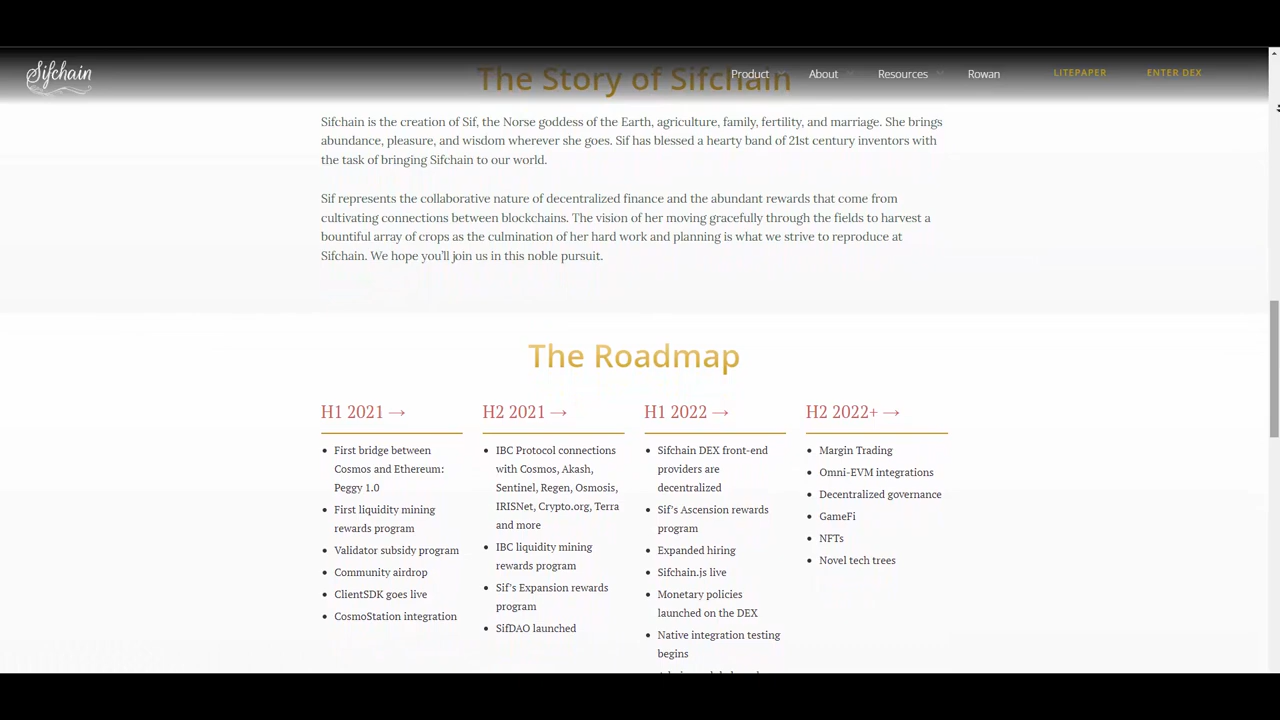 Sifchain
Product
About
Resources
Rowan
LITEPAPER
ENTER DEX
The Story of Sifchain
Sifchain is the creation of Sif, the Norse goddess of the Earth, agriculture, family, fertility, and marriage. She brings
abundance, pleasure, and wisdom wherever she goes. Sif has blessed a hearty band of 21st century inventors with
the task of bringing Sifchain to our world.
Sif represents the collaborative nature of decentralized finance and the abundant rewards that come from
cultivating connections between blockchains. The vision of her moving gracefully through the fields to harvest a
bountiful array of crops as the culmination of her hard work and planning is what we strive to reproduce at
Sifchain. We hope you'll join us in this noble pursuit.
The Roadmap
H1 2021 →
• First bridge between
Cosmos and Ethereum:
Peggy 1.0
• First liquidity mining
rewards program
• Validator subsidy program
• Community airdrop
• ClientSDK goes live
• CosmoStation integration
H2 2021 →
• IBC Protocol connections
with Cosmos, Akash,
Sentinel, Regen, Osmosis,
IRISNet, Crypto.org, Terra
and more
• IBC liquidity mining
rewards program
• Sif's Expansion rewards
program
• SifDAO launched
H1 2022 →
• Sifchain DEX front-end
providers are
decentralized
• Sif's Ascension rewards
program
• Expanded hiring
• Sifchain.js live
• Monetary policies
launched on the DEX
• Native integration testing
begins
H2 2022+ →
• Margin Trading
• Omni-EVM integrations
• Decentralized governance
• GameFi
• NFTs
• Novel tech trees